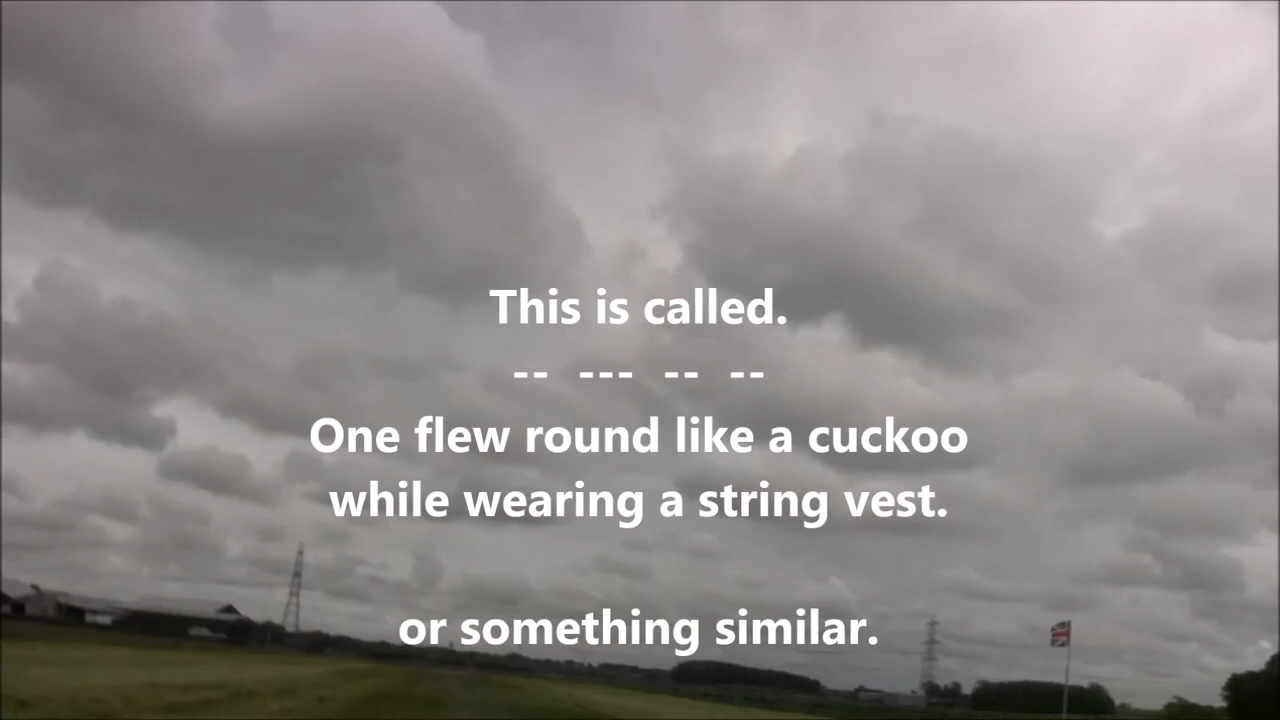 This is called.
-- --- -- --
One flew round like a cuckoo
while wearing a string vest.
or something similar.